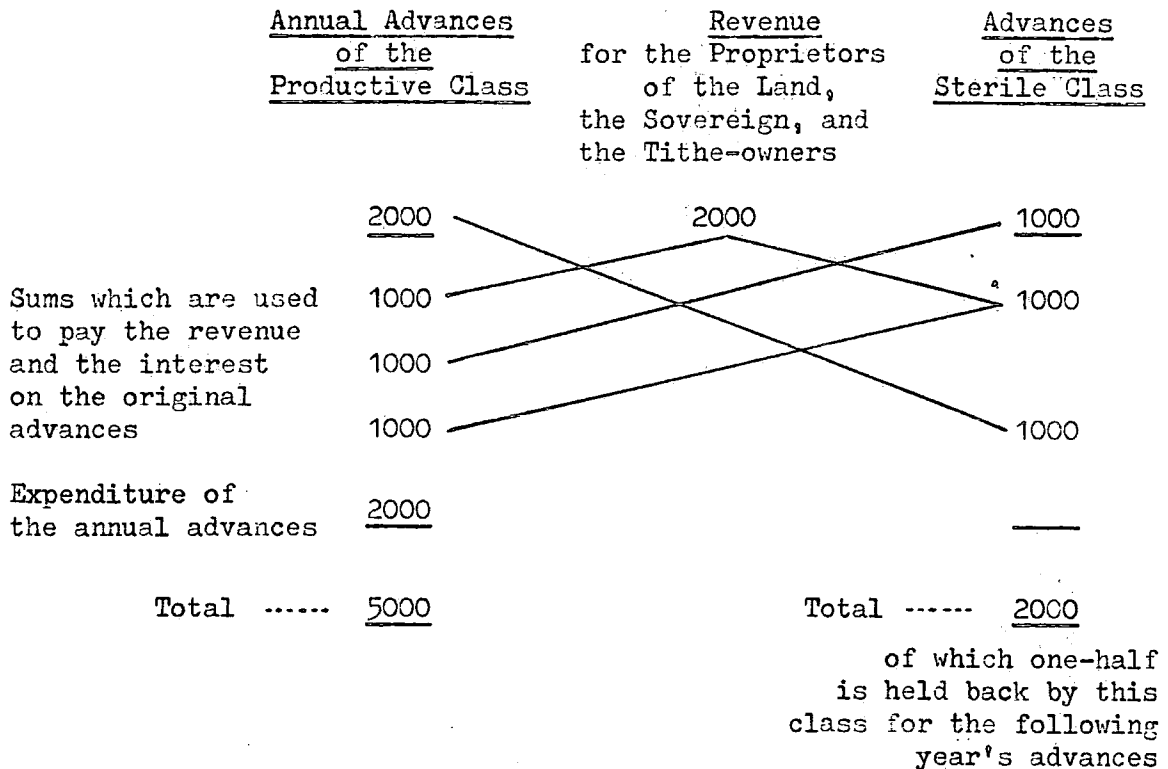 Annual Advances
of the
Productive Class
Revenue
for the Proprietors
of the Land,
the Sovereign, and
the Tithe-owners
Advances
of the
Sterile Class
2000 2000 1000
Sums which are used 1000 1000
to pay the revenue
and the interest 1000
on the original
advances 1000 1000
Expenditure of
the annual advances 2000
Total ...... 5000 Total ...... 2000
of which one-half
is held back by this
class for the following
year's advances